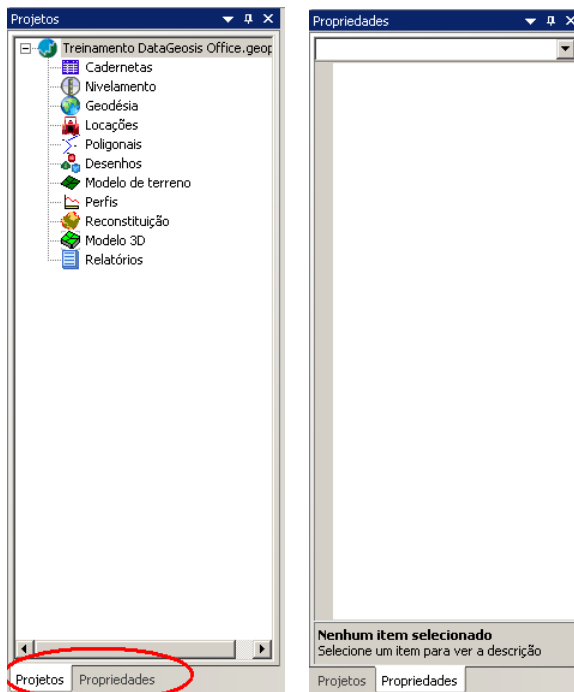 Projetos
Treinamento DataGeosis Office.geop
Cadernetas
Nivelamento
Geodésia
Locações
Poligonais
Desenhos
Modelo de terreno
Perfis
Reconstituição
Modelo 3D
Relatórios
Projetos Propriedades
Propriedades
Nenhum item selecionado
Selecione um item para ver a descrição
Projetos Propriedades